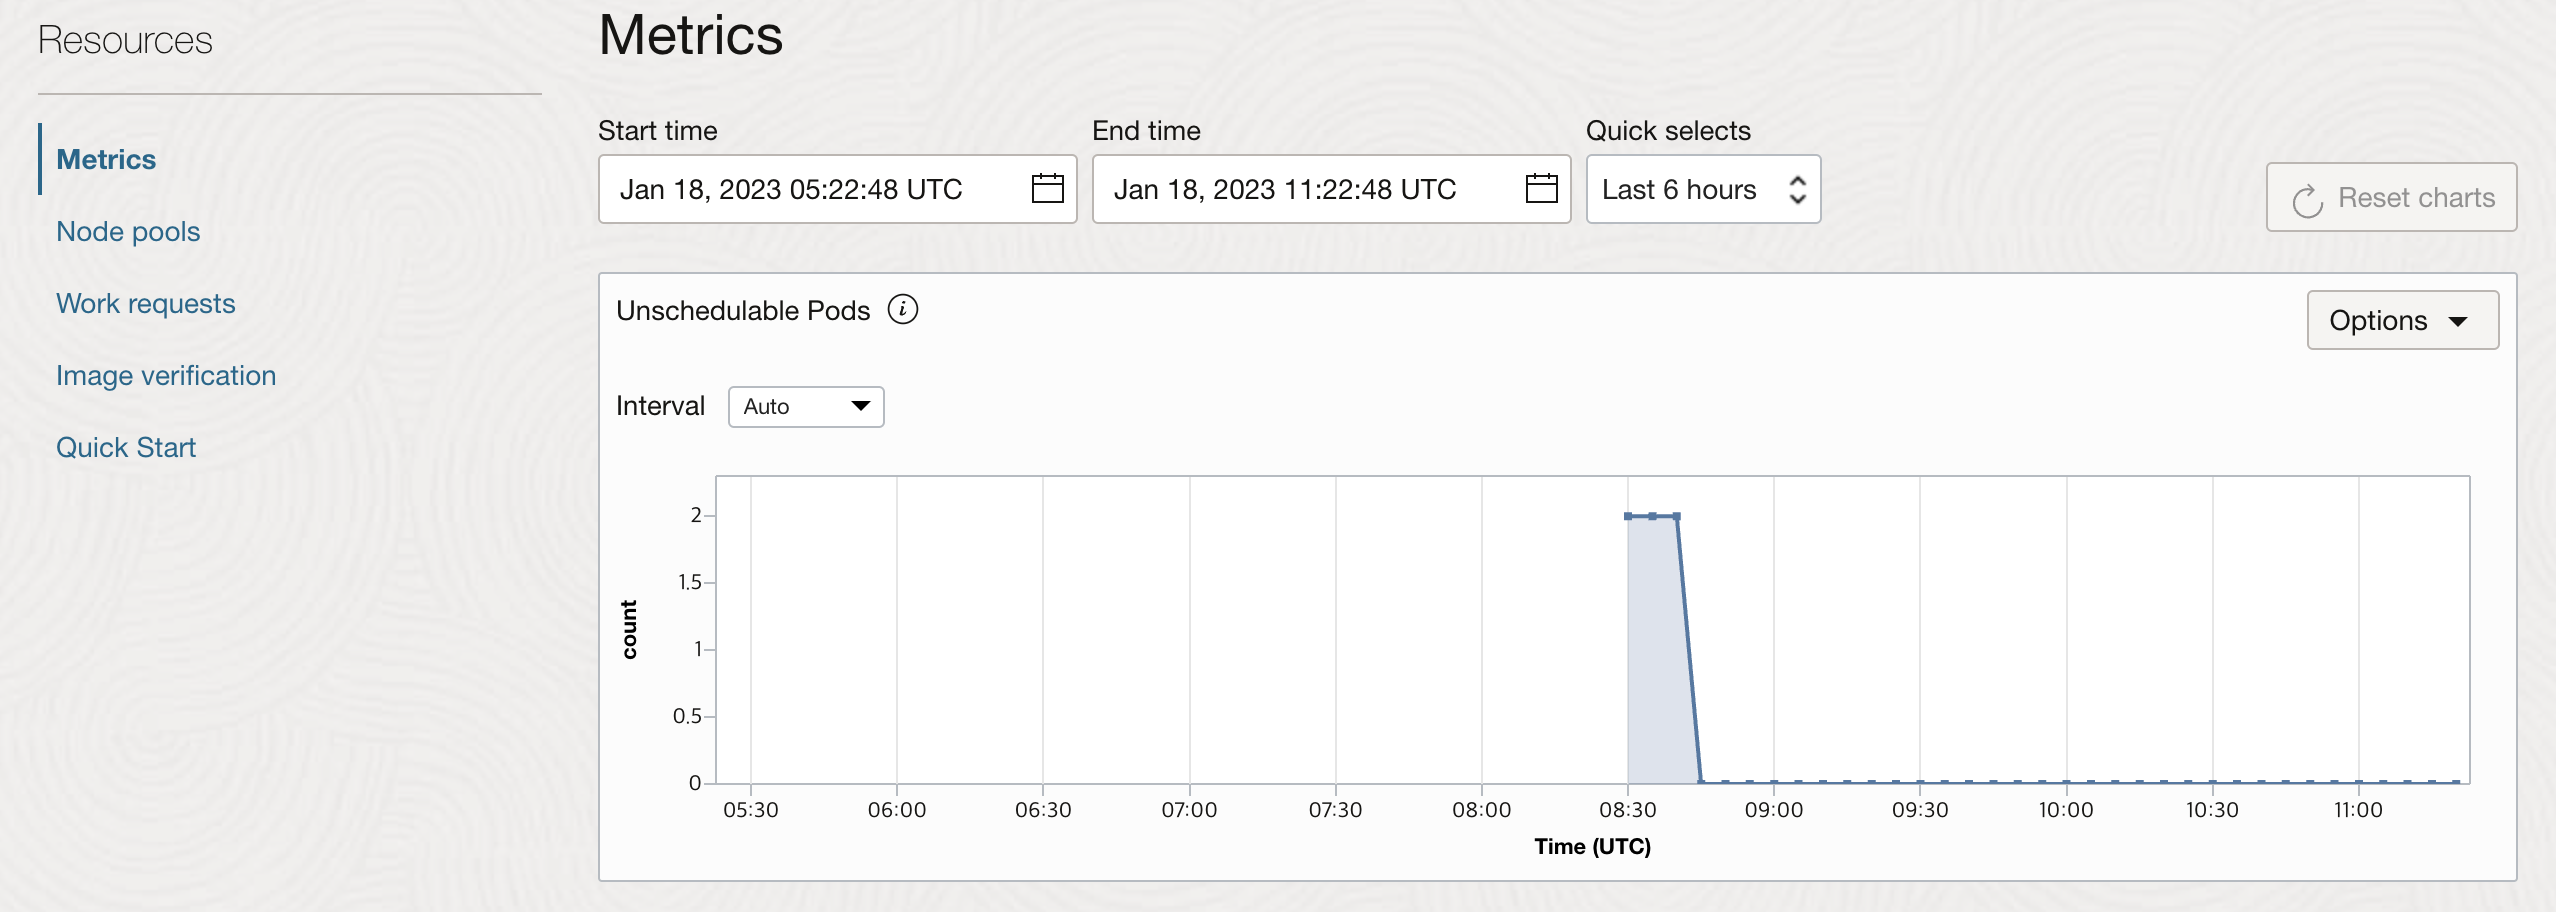 Resources
Metrics
Node pools
Work requests
Image verification
Quick Start
Metrics
Start time
End time
Quick selects
Jan 18, 2023 05:22:48 UTC
Jan 18, 2023 11:22:48 UTC
Last 6 hours
Reset charts
Unschedulable Pods i
Options
Interval
Auto
count
2
1.5
1
0.5
0
05:30 06:00 06:30 07:00 07:30 08:00 08:30 09:00 09:30 10:00 10:30 11:00
Time (UTC)